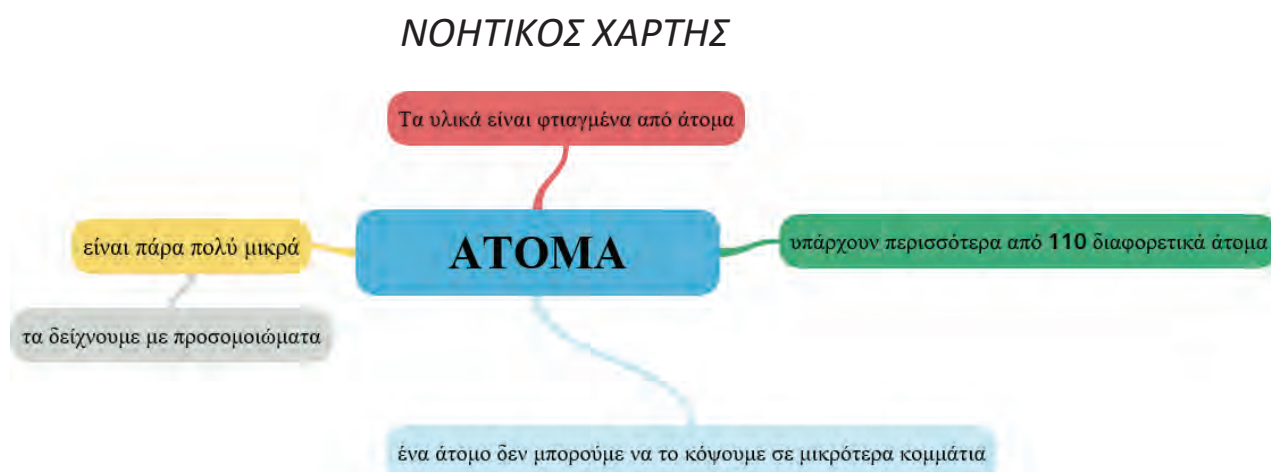 ΝΟΗΤΙΚΟΣ ΧΑΡΤΗΣ
Τα υλικά είναι φτιαγμένα από άτομα
είναι πάρα πολύ μικρά
ΑΤΟΜΑ
υπάρχουν περισσότερα από 110 διαφορετικά άτομα
τα δείχνουμε με προσομοιώματα
ένα άτομο δεν μπορούμε να το κόψουμε σε μικρότερα κομμάτια